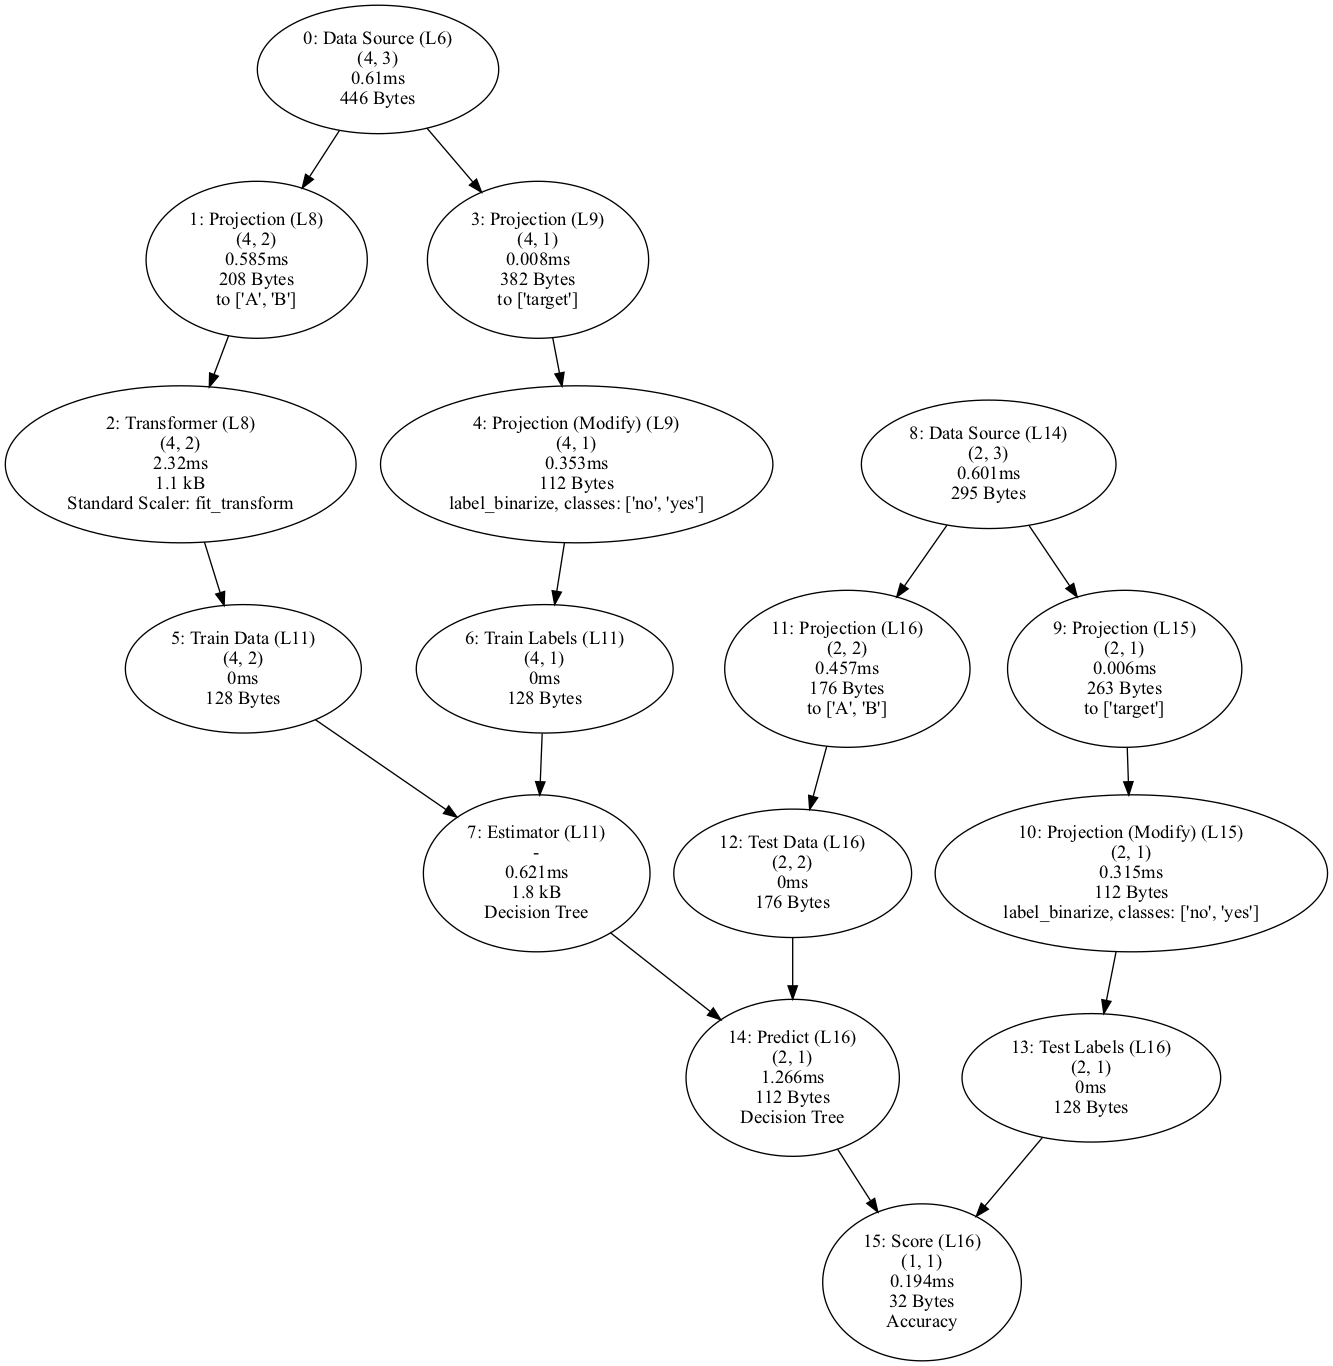 0: Data Source (L6)
(4, 3)
0.61ms
446 Bytes
1: Projection (L8)
(4, 2)
0.585ms
208 Bytes
to ['A', 'B']
3: Projection (L9)
(4, 1)
0.008ms
382 Bytes
to ['target']
2: Transformer (L8)
(4, 2)
2.32ms
1.1 kB
Standard Scaler: fit_transform
4: Projection (Modify) (L9)
(4, 1)
0.353ms
112 Bytes
label_binarize, classes: ['no', 'yes']
8: Data Source (L14)
(2, 3)
0.601ms
295 Bytes
5: Train Data (L11)
(4, 2)
0ms
128 Bytes
6: Train Labels (L11)
(4, 1)
0ms
128 Bytes
11: Projection (L16)
(2, 2)
0.457ms
176 Bytes
to ['A', 'B']
9: Projection (L15)
(2, 1)
0.006ms
263 Bytes
to ['target']
7: Estimator (L11)
-
0.621ms
1.8 kB
Decision Tree
12: Test Data (L16)
(2, 2)
0ms
176 Bytes
10: Projection (Modify) (L15)
(2, 1)
0.315ms
112 Bytes
label_binarize, classes: ['no', 'yes']
14: Predict (L16)
(2, 1)
1.266ms
112 Bytes
Decision Tree
13: Test Labels (L16)
(2, 1)
0ms
128 Bytes
15: Score (L16)
(1, 1)
0.194ms
32 Bytes
Accuracy